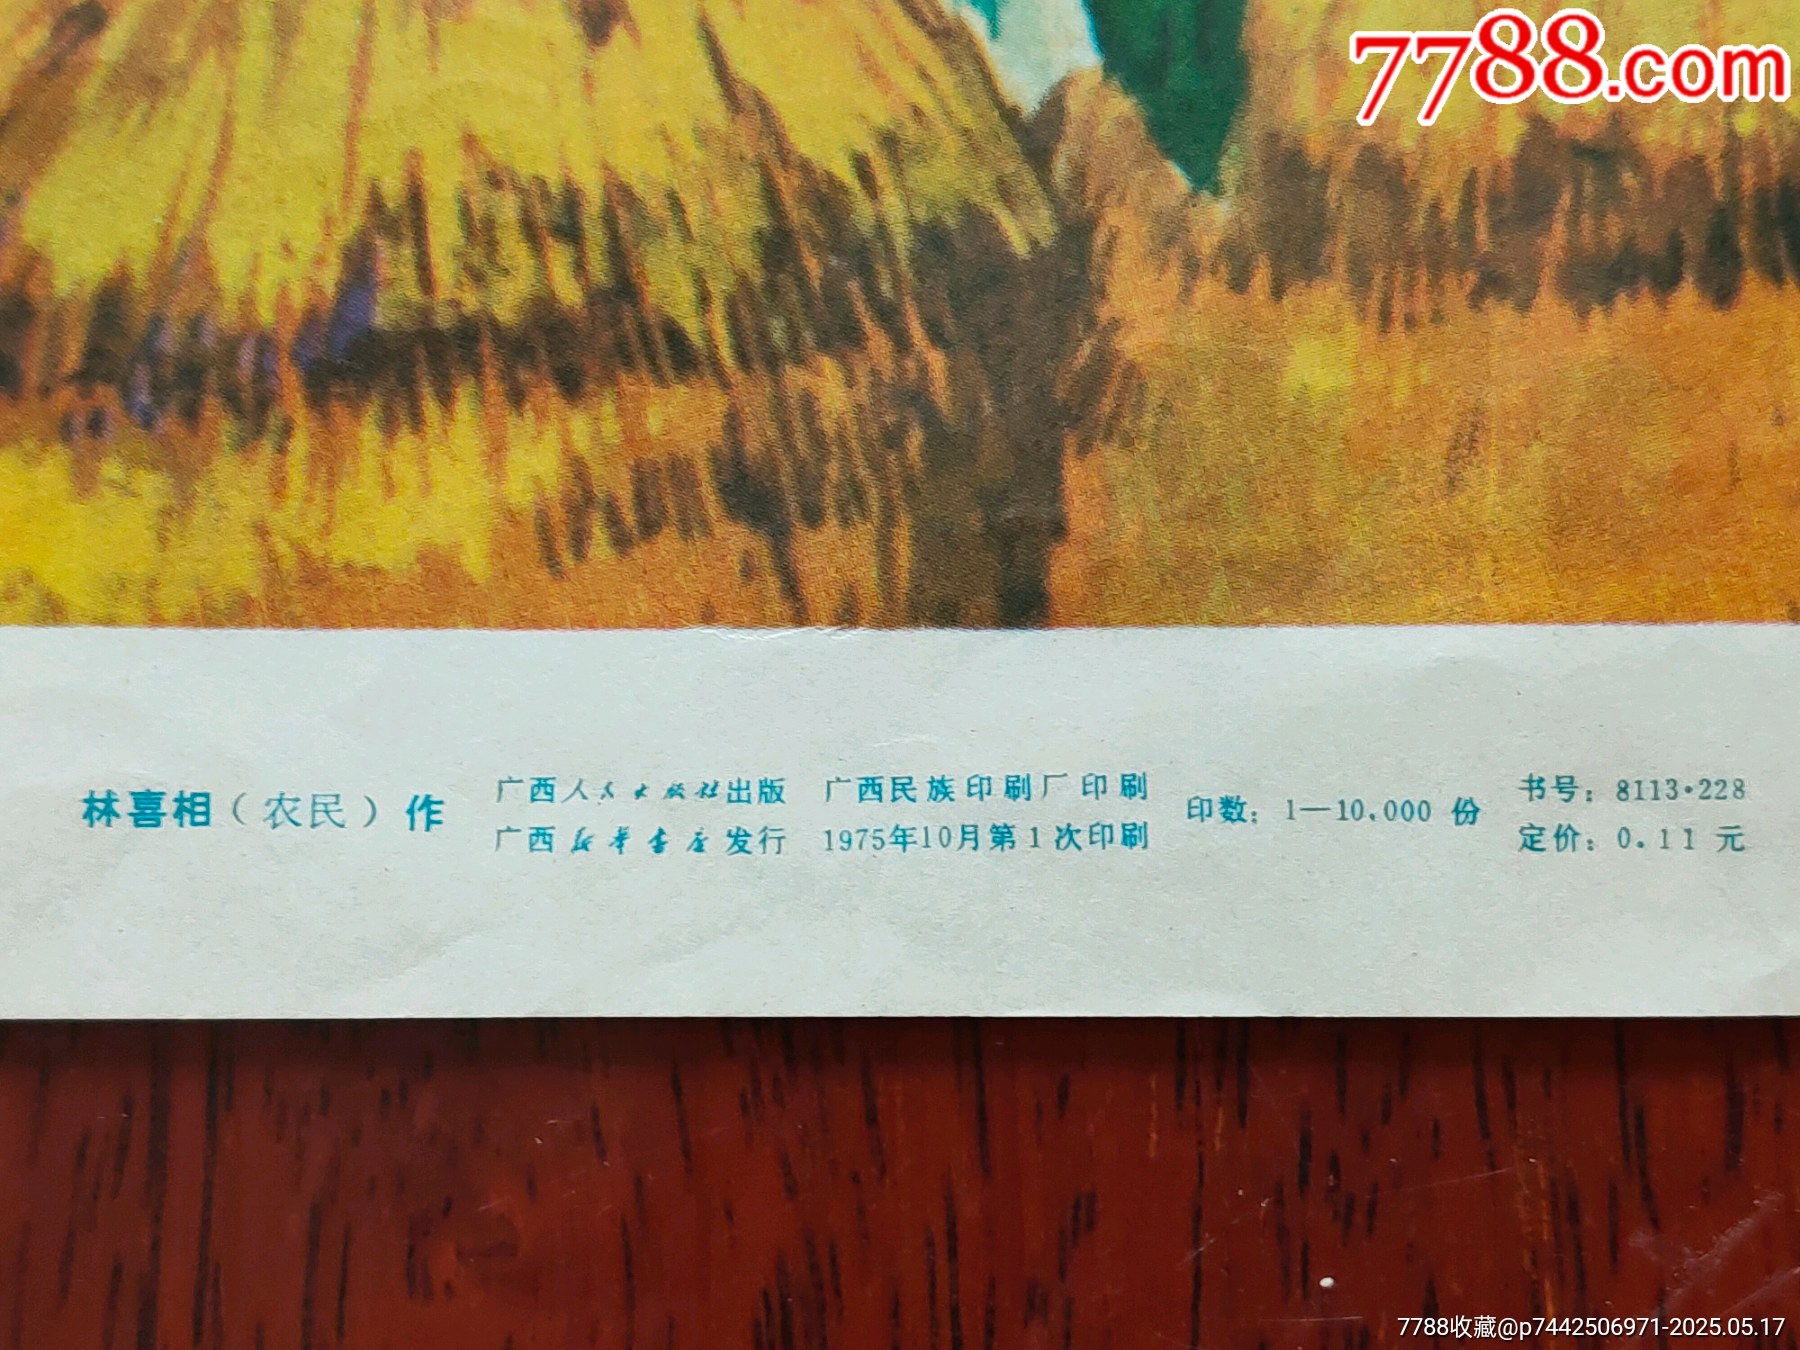 7788.com
林喜相（农民）作
广西人民出版社出版
广西新华书店发行
广西民族印刷厂印刷
1975年10月第1次印刷
印数：1—10,000 份
书号：8113·228
定价：0.11 元
7788收藏@p7442506971-2025.05.17